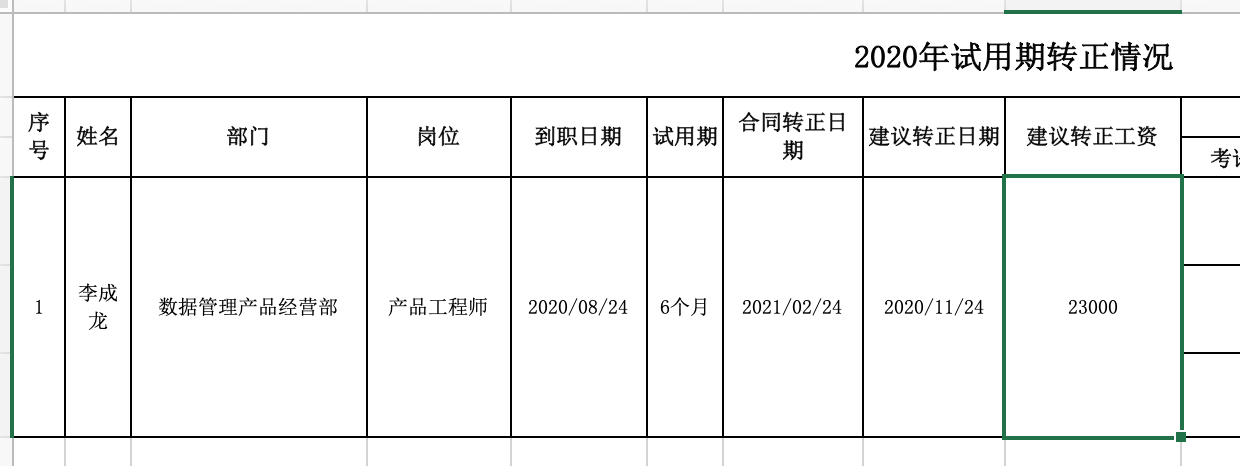 2020年试用期转正情况
序号
姓名
部门
岗位
到职日期
试用期
合同转正日期
建议转正日期
建议转正工资
考
1
李成龙
数据管理产品经营部
产品工程师
2020/08/24
6个月
2021/02/24
2020/11/24
23000